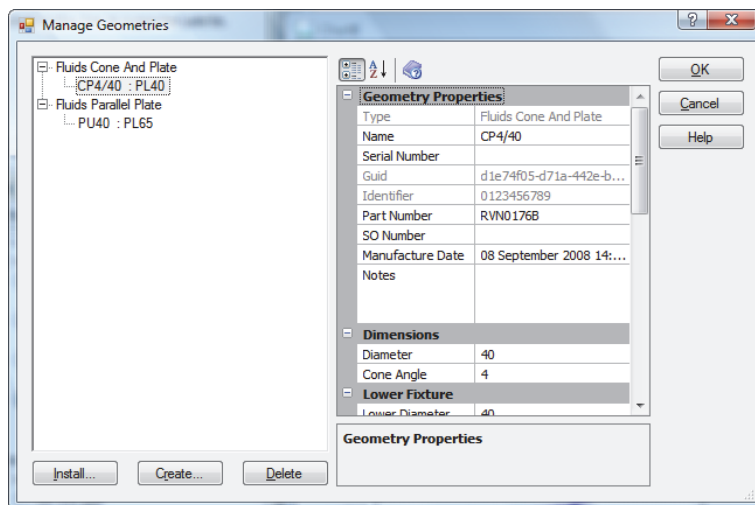 Manage Geometries
Fluids Cone And Plate
CP4/40 : PL40
Fluids Parallel Plate
PU40 : PL65
Geometry Properties
Type Fluids Cone And Plate
Name CP4/40
Serial Number
Guid d1e74f05-d71a-442e-b...
Identifier 0123456789
Part Number RVN0176B
SO Number
Manufacture Date 08 September 2008 14:...
Notes
Dimensions
Diameter 40
Cone Angle 4
Lower Fixture
Lower Diameter 40
Geometry Properties
OK
Cancel
Help
Install... Create... Delete